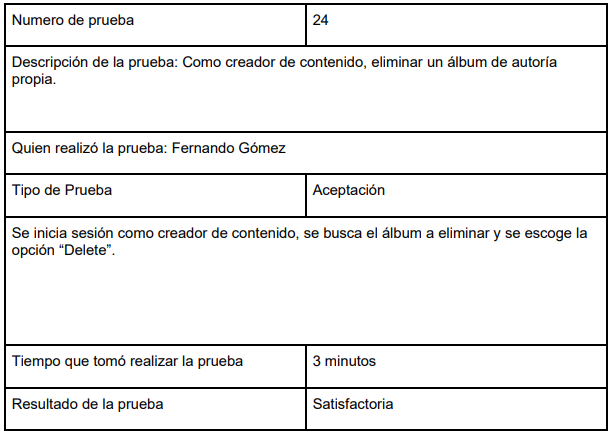 Numero de prueba 24
Descripción de la prueba: Como creador de contenido, eliminar un álbum de autoría
propia.
Quien realizó la prueba: Fernando Gómez
Tipo de Prueba Aceptación
Se inicia sesión como creador de contenido, se busca el álbum a eliminar y se escoge la
opción “Delete”.
Tiempo que tomó realizar la prueba 3 minutos
Resultado de la prueba Satisfactoria